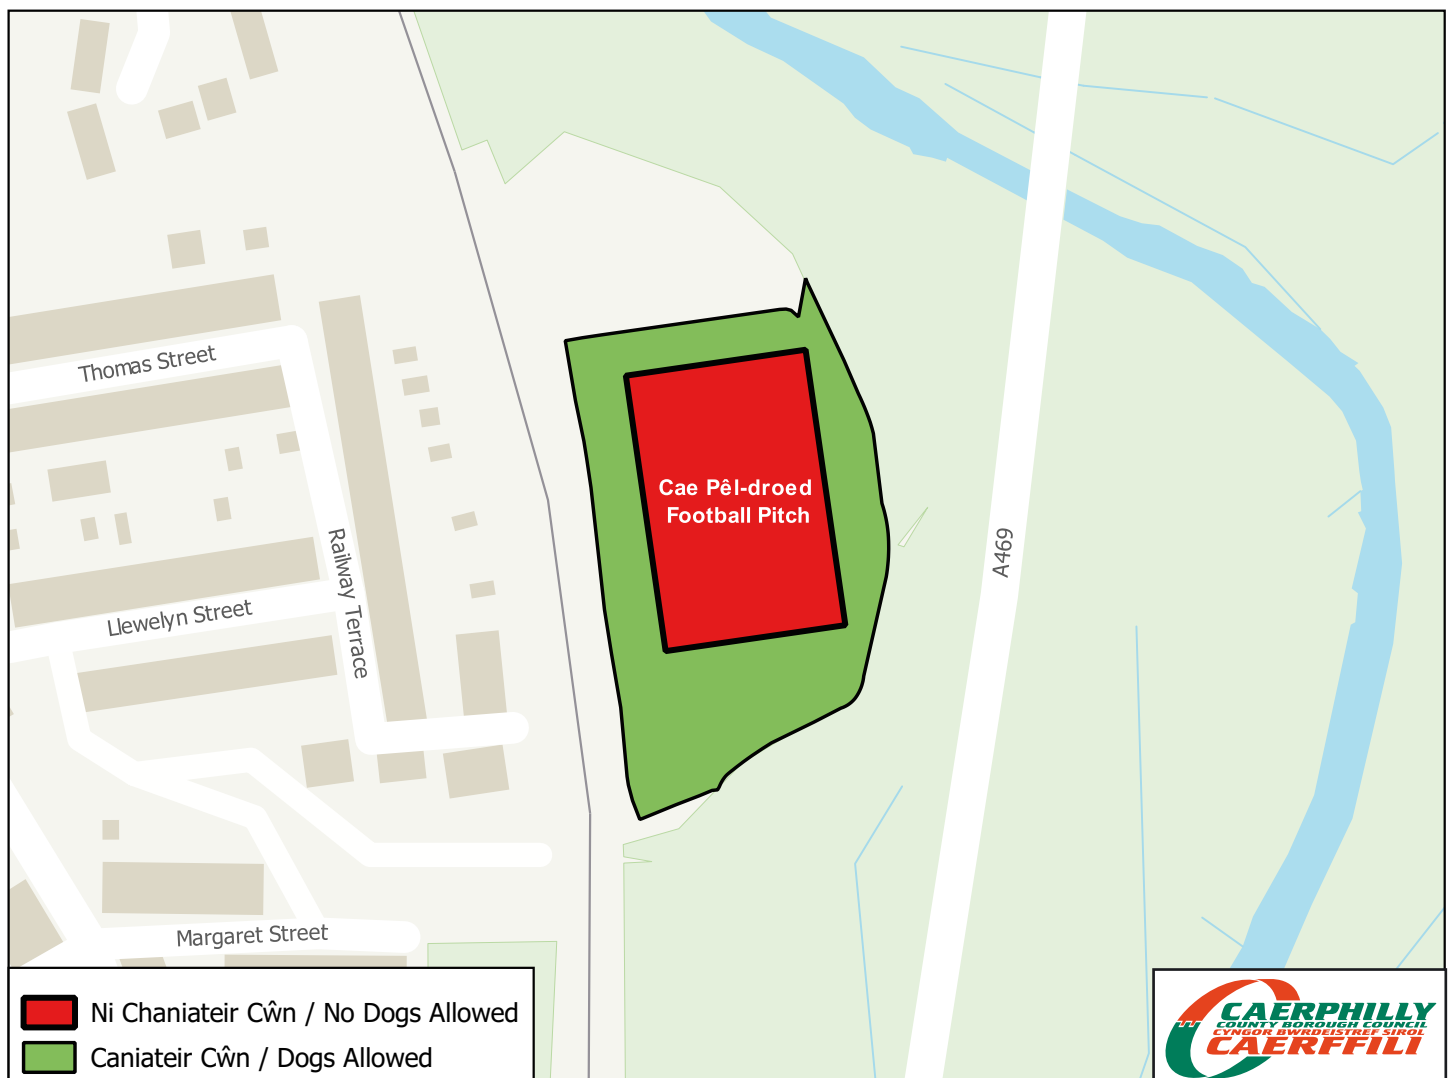 Thomas Street
Cae Pêl-droed
Football Pitch
A469
Railway Terrace
Llewelyn Street
Margaret Street
Ni Chaniateir Cŵn / No Dogs Allowed
Caniateir Cŵn / Dogs Allowed
CAERPHILLY
COUNTY BOROUGH COUNCIL
CYNGOR BWRDEISTREF SIROL
CAERFFILI